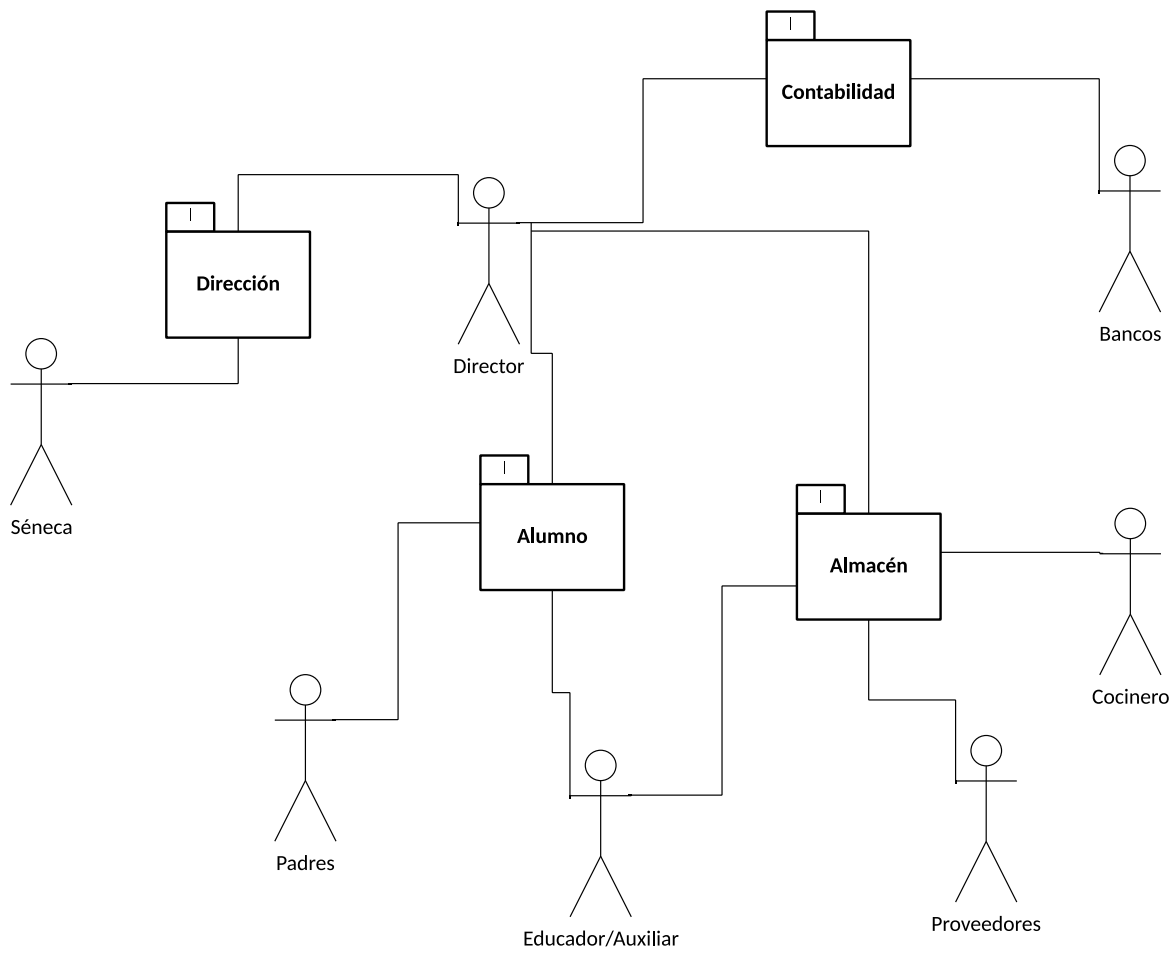 Contabilidad
Dirección
Bancos
Director
Séneca
Alumno
Almacén
Cocinero
Padres
Proveedores
Educador/Auxiliar